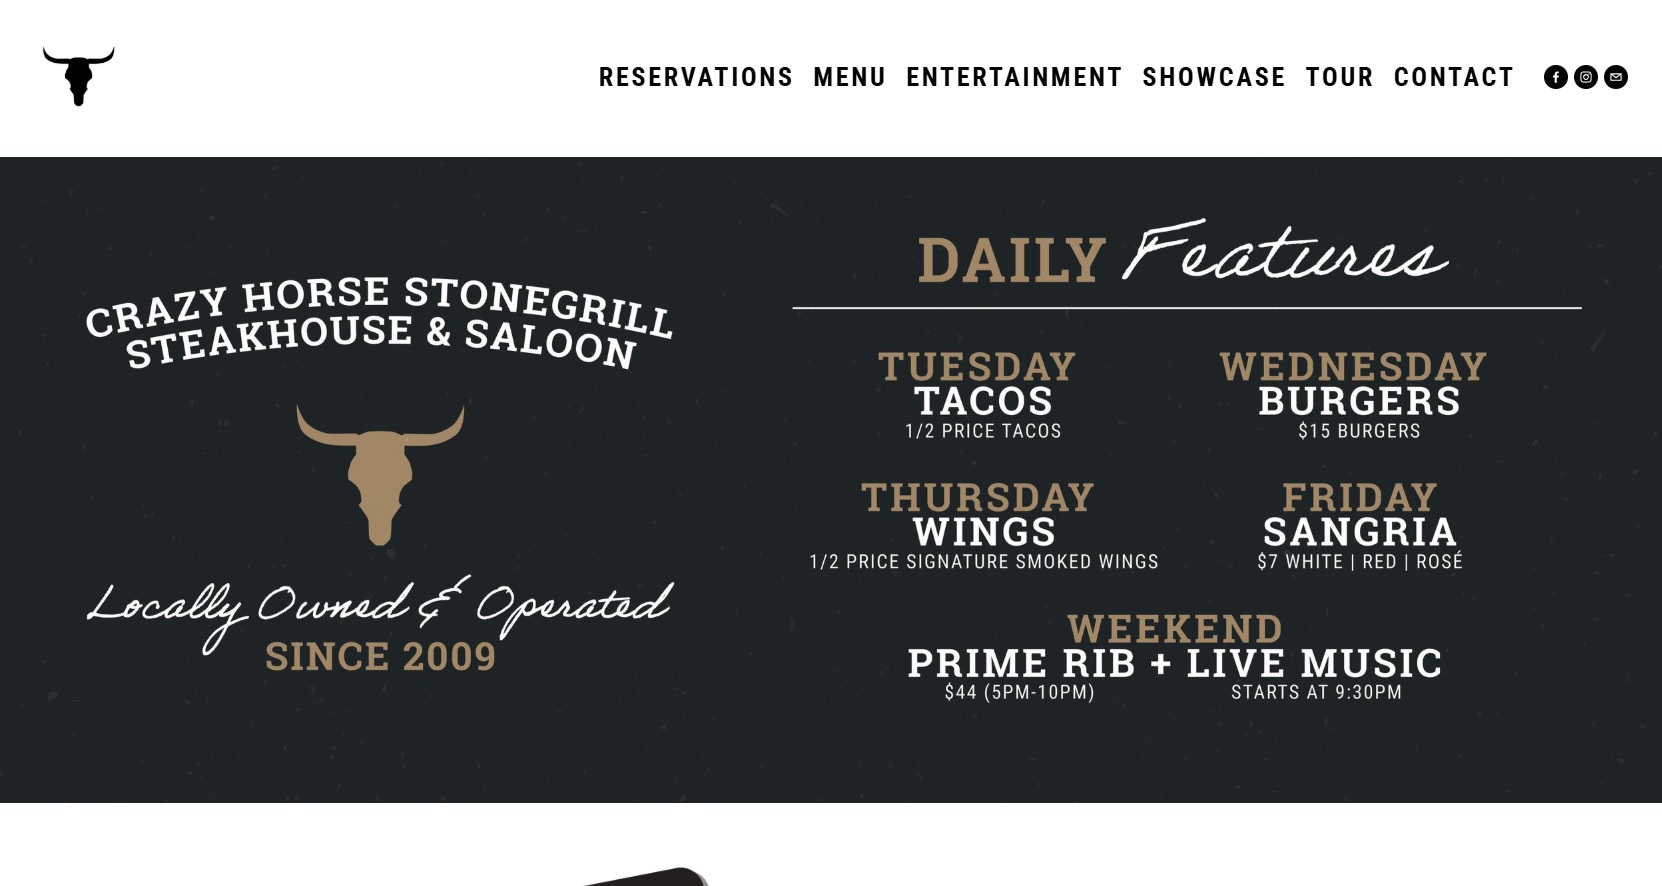 RESERVATIONS MENU ENTERTAINMENT SHOWCASE TOUR CONTACT
CRAZY HORSE STONEGRILL
STEAKHOUSE & SALOON
Locally Owned & Operated
SINCE 2009
DAILY Features
TUESDAY
TACOS
1/2 PRICE TACOS
WEDNESDAY
BURGERS
$15 BURGERS
THURSDAY
WINGS
1/2 PRICE SIGNATURE SMOKED WINGS
FRIDAY
SANGRIA
$7 WHITE | RED | ROSÉ
WEEKEND
PRIME RIB + LIVE MUSIC
$44 (5PM-10PM) STARTS AT 9:30PM